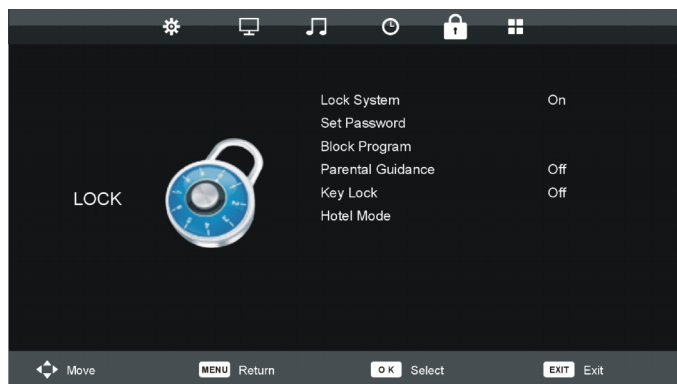 Lock System On
Set Password
Block Program
Parental Guidance Off
Key Lock Off
Hotel Mode
LOCK
Move MENU Return OK Select EXIT Exit